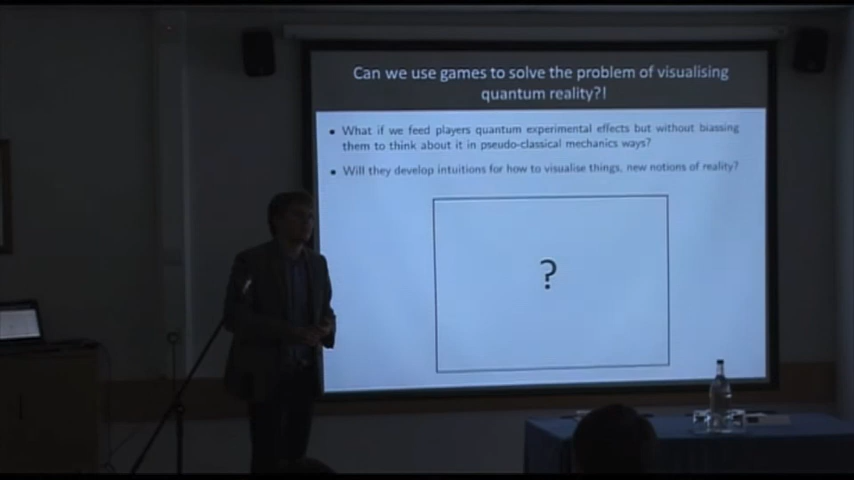 Can we use games to solve the problem of visualising
quantum reality?!
• What if we feed players quantum experimental effects but without biassing
them to think about it in pseudo-classical mechanics ways?
• Will they develop intuitions for how to visualise things, new notions of reality?
?